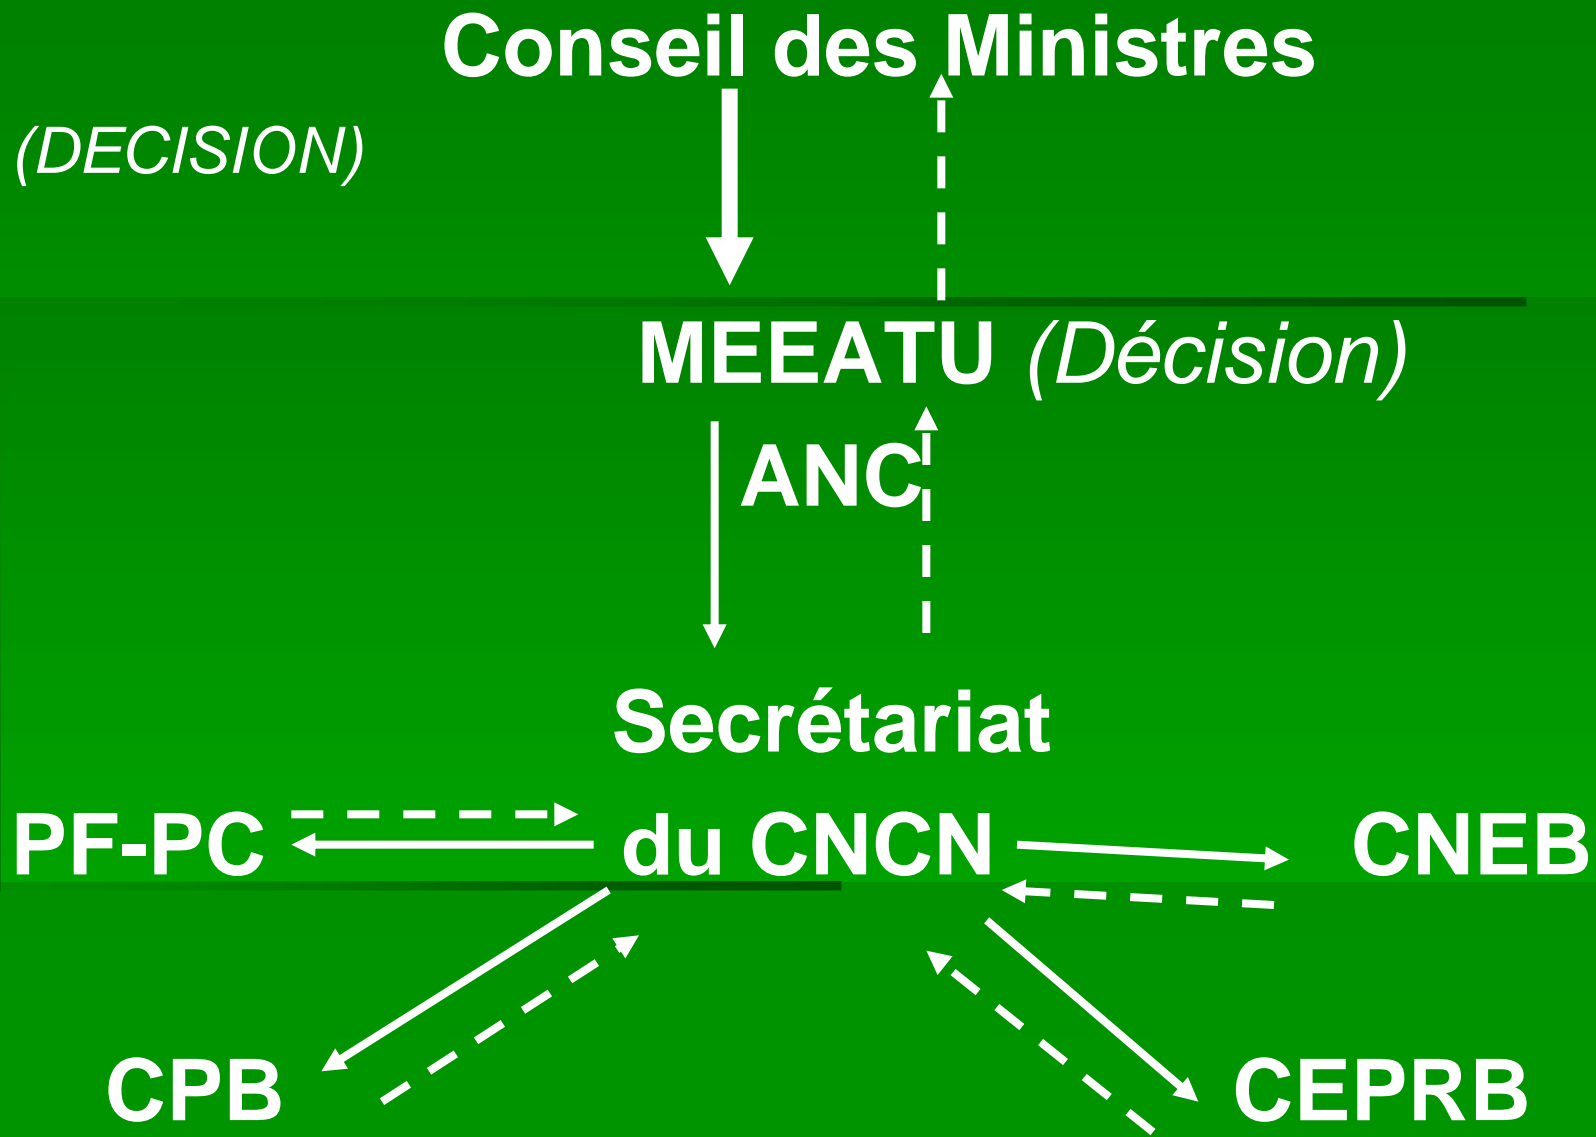 Conseil des Ministres
(DECISION)
MEEATU (Décision)
ANC
Secrétariat
PF-PC du CNCN CNEB
CPB CEPRB